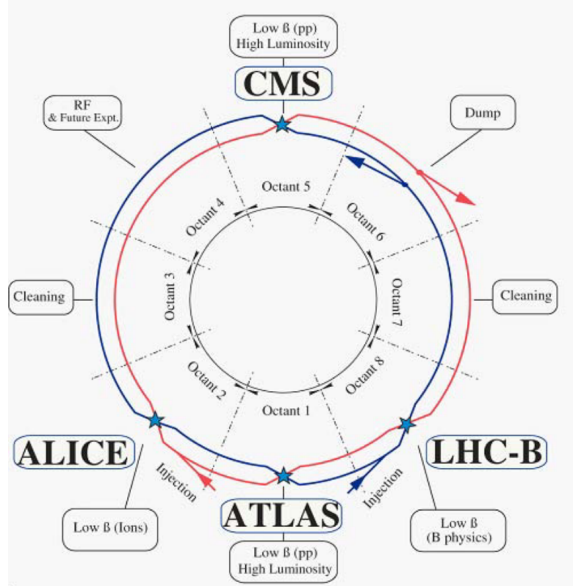 Low ß (pp)
High Luminosity
CMS
RF
& Future Expt.
Dump
Octant 5
Octant 4
Octant 6
Octant 3
Octant 7
Cleaning
Cleaning
Octant 2
Octant 8
Octant 1
ALICE
LHC-B
Injection
Injection
ATLAS
Low ß (Ions)
Low ß
(B physics)
Low ß (pp)
High Luminosity